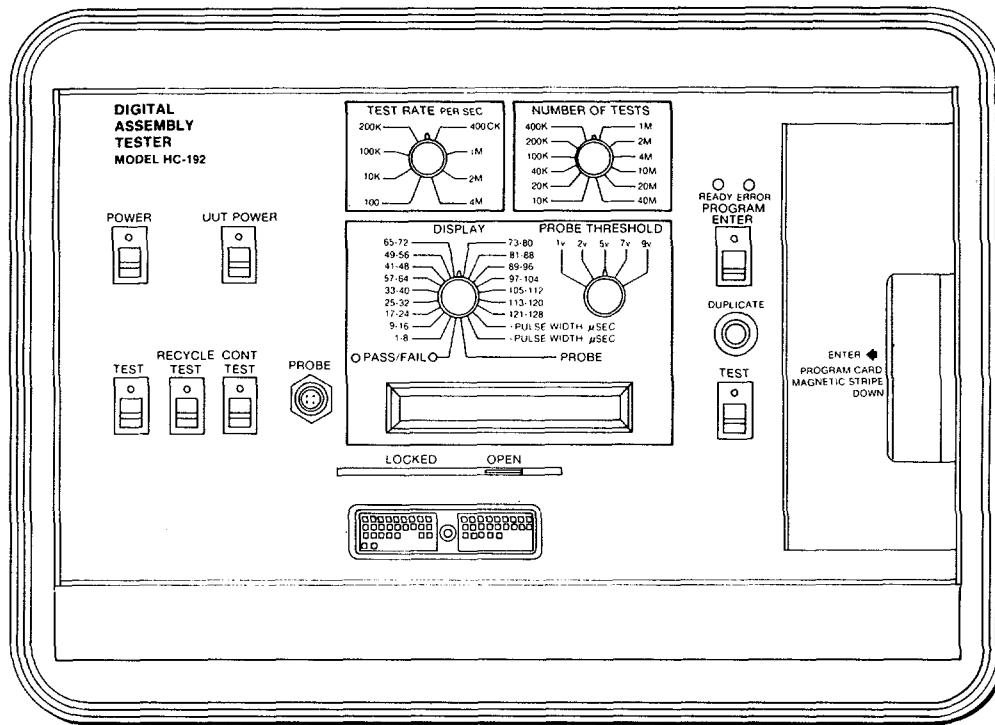 DIGITAL
ASSEMBLY
TESTER
MODEL HC-192
TEST RATE PER SEC
200K
100K
10K
100
400CK
1M
2M
4M
NUMBER OF TESTS
400K
200K
100K
40K
20K
10K
1M
2M
4M
10M
20M
40M
POWER
UUT POWER
DISPLAY
65-72
49-56
41-48
57-64
33-40
25-32
17-24
9-16
1-8
PASS/FAIL
73-80
81-88
89-96
97-104
105-112
113-120
121-128
-PULSE WIDTH µSEC
-PULSE WIDTH µSEC
PROBE
PROBE THRESHOLD
1v 2v 5v 7v 9v
READY ERROR
PROGRAM
ENTER
DUPLICATE
TEST
ENTER
PROGRAM CARD
MAGNETIC STRIPE
DOWN
TEST
RECYCLE
TEST
CONT
TEST
PROBE
LOCKED OPEN